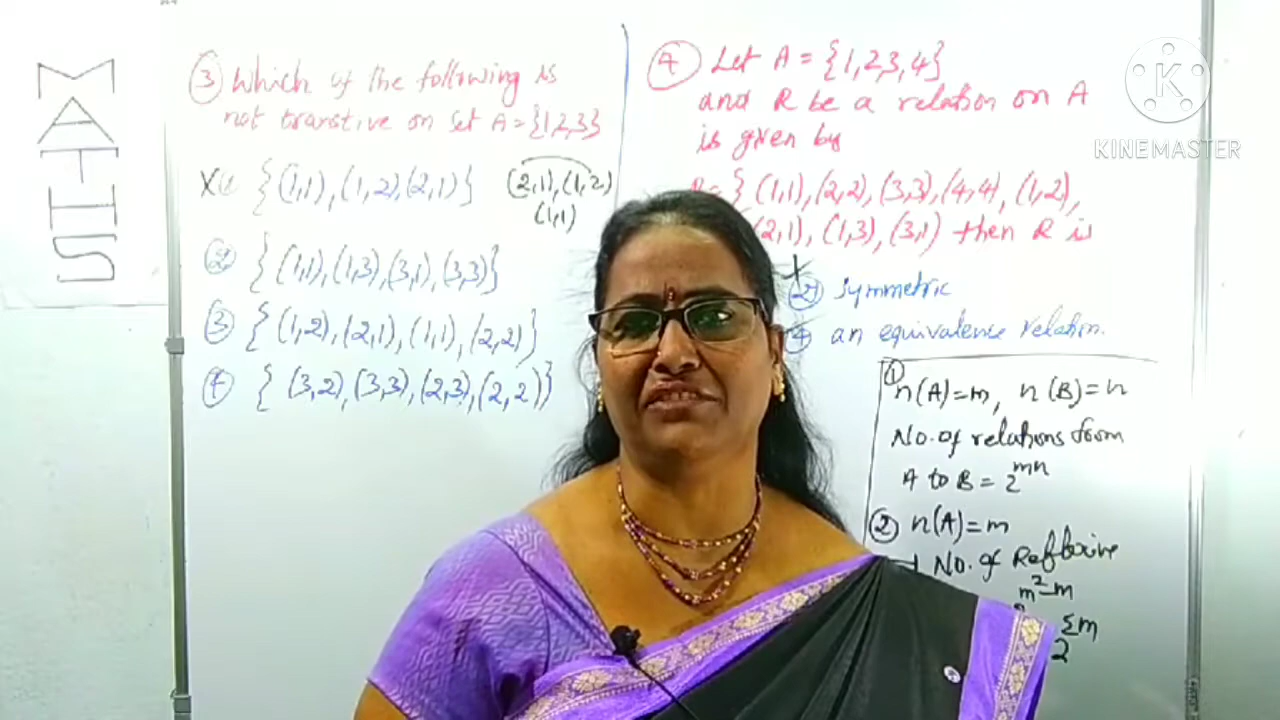 MATHS
③ Which of the following is
not transtive on set A = {1,2,3}
{(1,1), (1,2), (2,1)}
(2,1), (1,2)
(1,1)
② {(1,1), (1,3), (3,1), (3,3)}
③ {(1,2), (2,1), (1,1), (2,2)}
④ {(3,2), (3,3), (2,3), (2,2)}
④ Let A = {1,2,3,4}
and R be a relation on A
is given by
{(1,1), (2,2), (3,3), (4,4), (1,2),
(2,1), (1,3), (3,1) then R is
② symmetric
④ an equivalence relation.
① n(A)=m, n(B)=n
No. of relations from
A to B = 2^mn
② n(A)=m
No. of Reflexive
m²-m
Σm
2
K
KINEMASTER